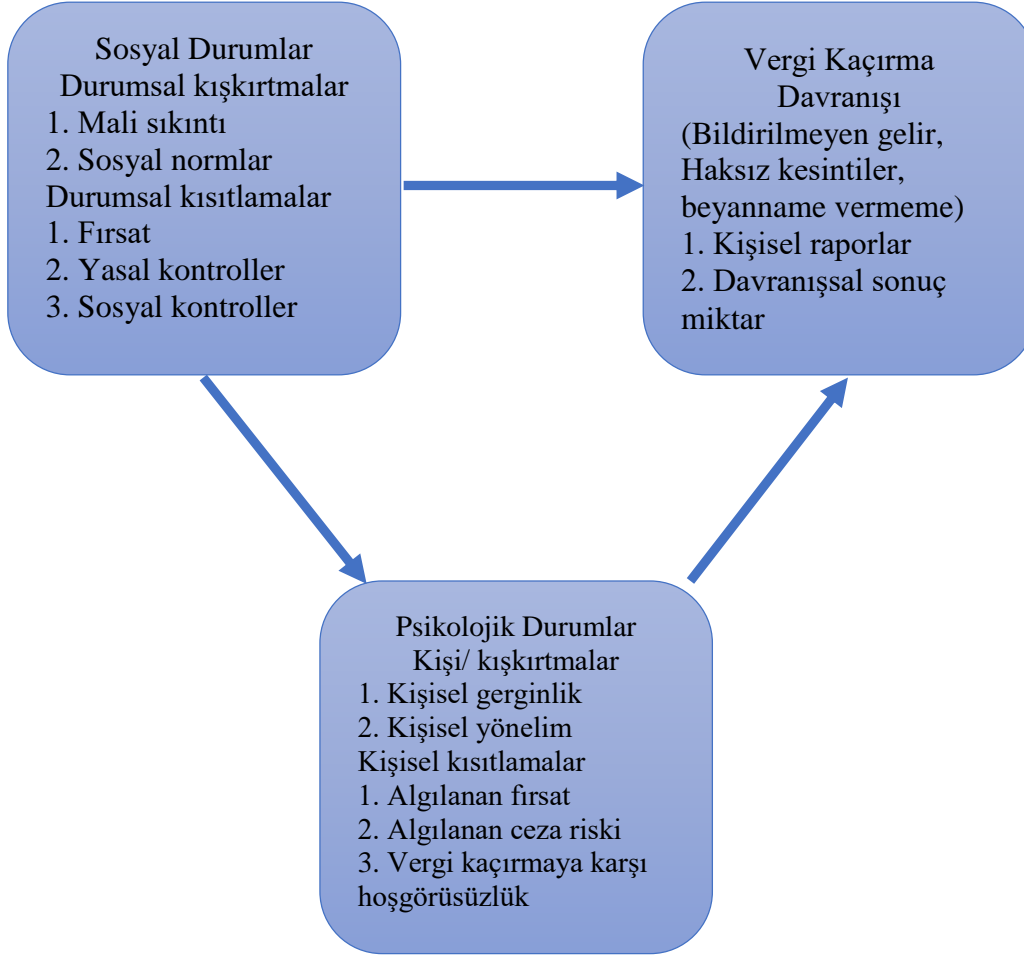 Sosyal Durumlar
Durumsal kışkırtmalar
1. Mali sıkıntı
2. Sosyal normlar
Durumsal kısıtlamalar
1. Fırsat
2. Yasal kontroller
3. Sosyal kontroller
Vergi Kaçırma
Davranışı
(Bildirilmeyen gelir,
Haksız kesintiler,
beyanname vermeme)
1. Kişisel raporlar
2. Davranışsal sonuç
miktar
Psikolojik Durumlar
Kişi/ kışkırtmalar
1. Kişisel gerginlik
2. Kişisel yönelim
Kişisel kısıtlamalar
1. Algılanan fırsat
2. Algılanan ceza riski
3. Vergi kaçırmaya karşı
hoşgörüsüzlük